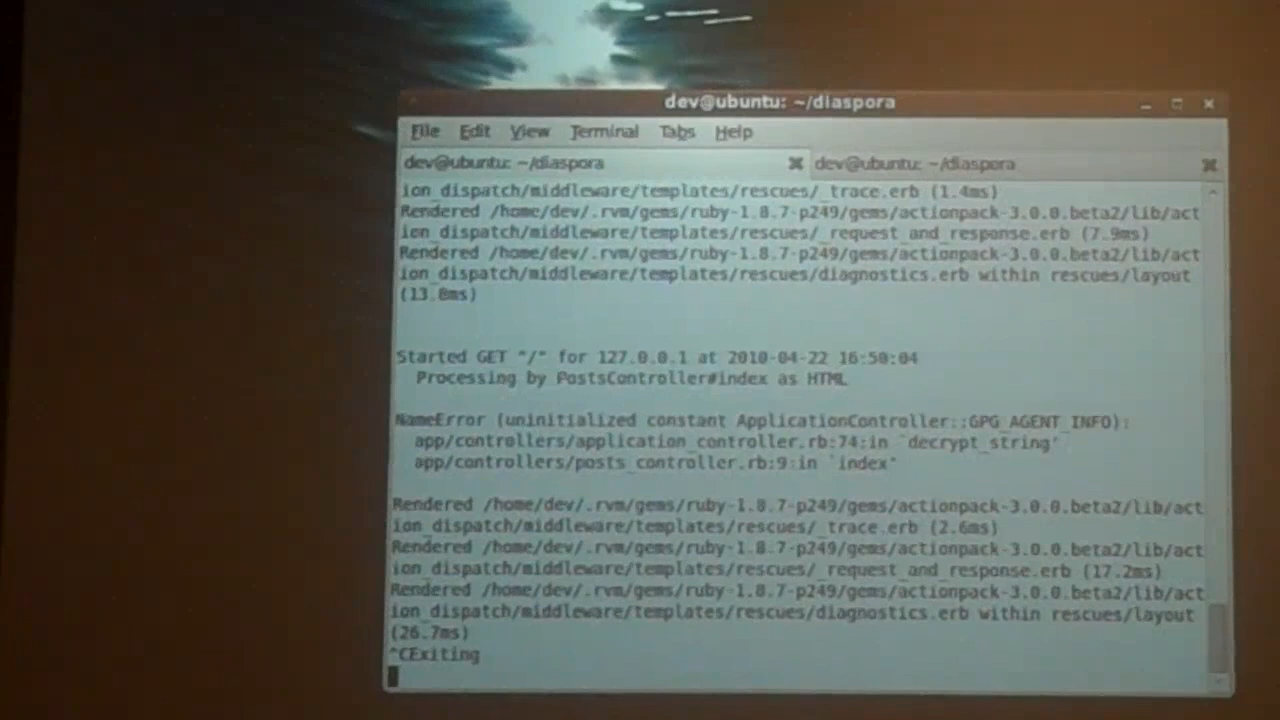 dev@ubuntu: ~/diaspora
File Edit View Terminal Tabs Help
dev@ubuntu: ~/diaspora dev@ubuntu: ~/diaspora
ion_dispatch/middleware/templates/rescues/_trace.erb (1.4ms)
Rendered /home/dev/.rvm/gems/ruby-1.8.7-p249/gems/actionpack-3.0.0.beta2/lib/act
ion_dispatch/middleware/templates/rescues/_request_and_response.erb (7.9ms)
Rendered /home/dev/.rvm/gems/ruby-1.8.7-p249/gems/actionpack-3.0.0.beta2/lib/act
ion_dispatch/middleware/templates/rescues/diagnostics.erb within rescues/layout
(13.8ms)
Started GET "/" for 127.0.0.1 at 2010-04-22 16:50:04
Processing by PostsController#index as HTML
NameError (uninitialized constant ApplicationController::GPG_AGENT_INFO):
app/controllers/application_controller.rb:74:in `decrypt_string'
app/controllers/posts_controller.rb:9:in `index'
Rendered /home/dev/.rvm/gems/ruby-1.8.7-p249/gems/actionpack-3.0.0.beta2/lib/act
ion_dispatch/middleware/templates/rescues/_trace.erb (2.6ms)
Rendered /home/dev/.rvm/gems/ruby-1.8.7-p249/gems/actionpack-3.0.0.beta2/lib/act
ion_dispatch/middleware/templates/rescues/_request_and_response.erb (17.2ms)
Rendered /home/dev/.rvm/gems/ruby-1.8.7-p249/gems/actionpack-3.0.0.beta2/lib/act
ion_dispatch/middleware/templates/rescues/diagnostics.erb within rescues/layout
(26.7ms)
^CExiting